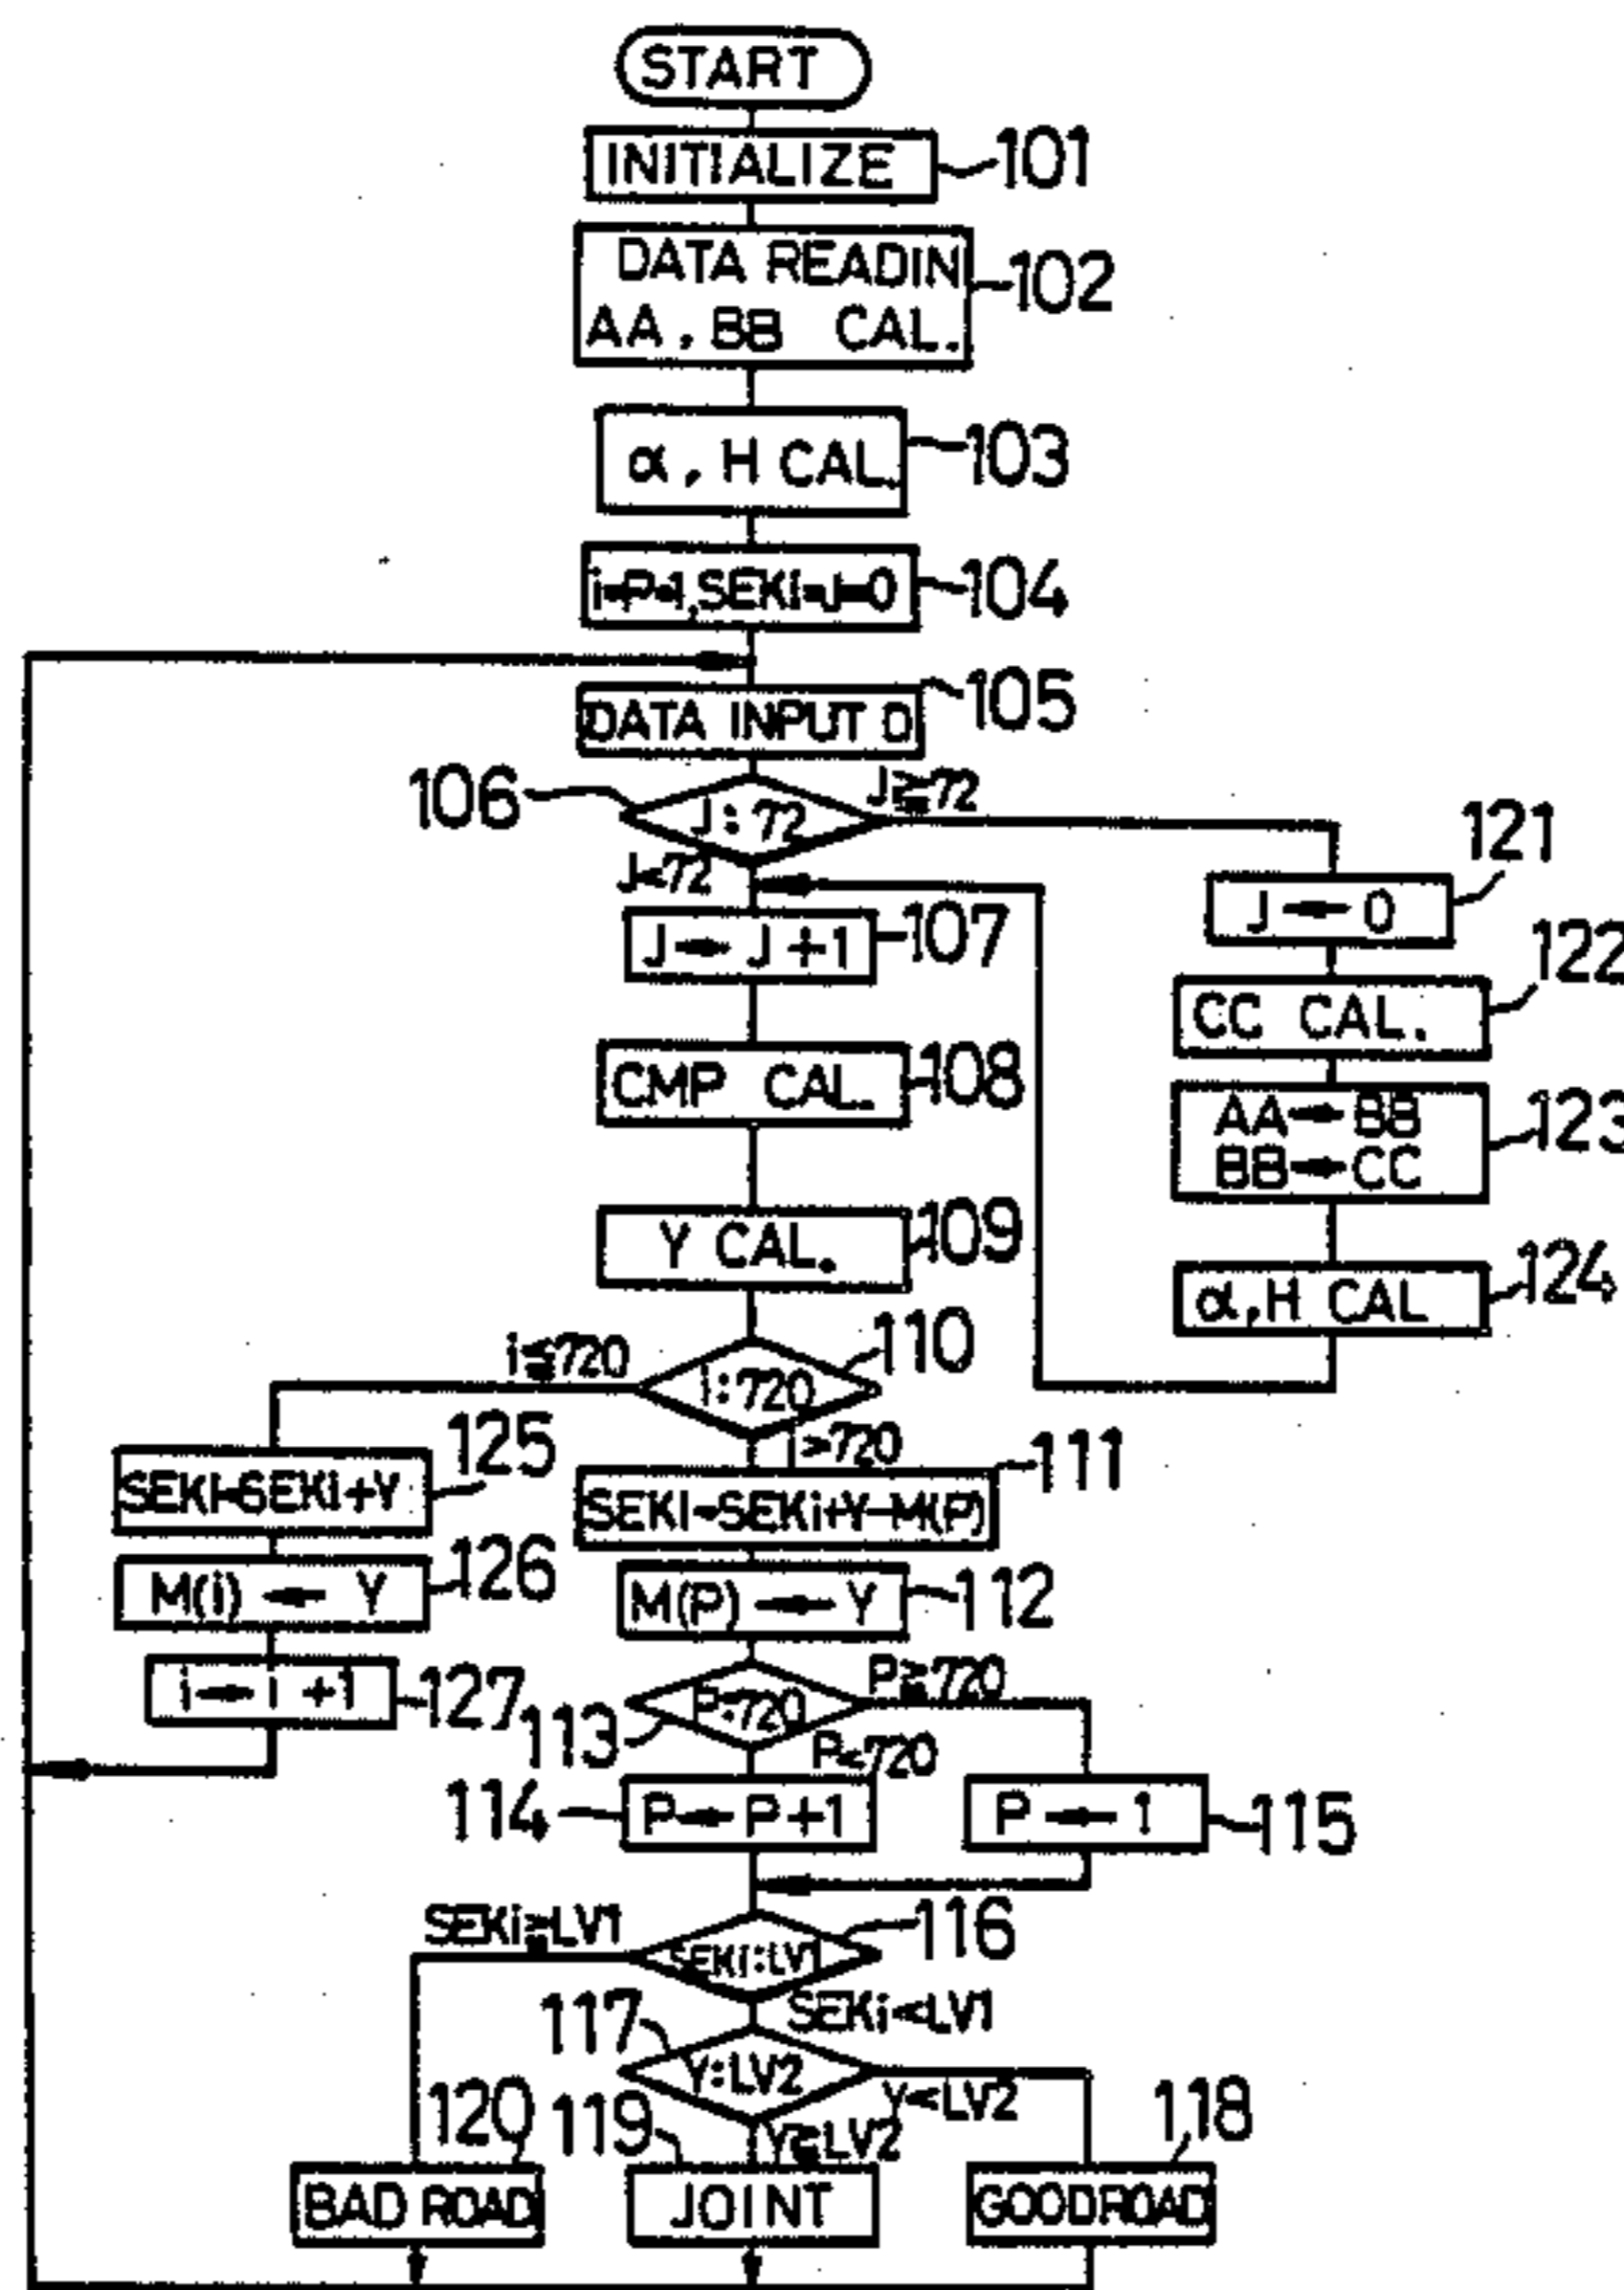 START
INITIALIZE
101
DATA READIN
AA, BB CAL.
102
α, H CAL.
103
i=P=1, SEKi=J=0
104
DATA INPUT D
105
106
J:72
J≧72
J<72
J←J+1
107
CMP CAL.
108
Y CAL.
109
i:720
110
i≦720
i>720
SEKI←SEKi+Y-M(P)
111
M(P)←Y
112
P:720
113
P≧720
P<720
114
P←P+1
P←1
115
SEKi:LV1
116
SEKi≧LV1
SEKi<LV1
117
Y:LV2
Y<LV2
Y≧LV2
120
BAD ROAD
119
JOINT
118
GOOD ROAD
121
J←0
122
CC CAL.
123
AA←BB
BB←CC
124
α, H CAL
125
SEKI←SEKi+Y
126
M(i)←Y
127
i←i+1